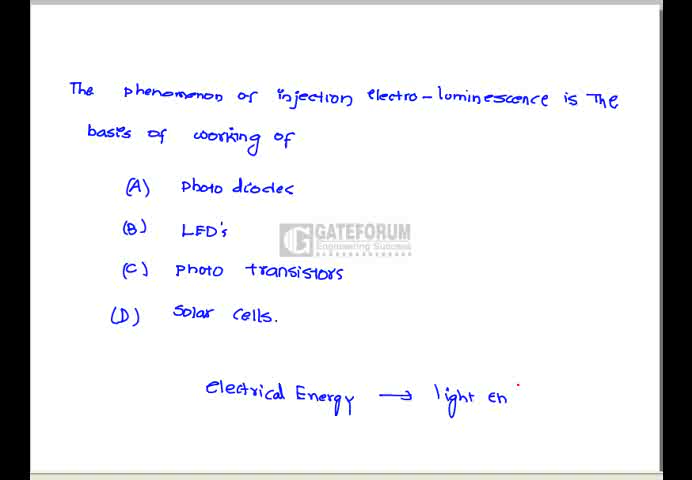 The phenomenon of injection electro-luminescence is the
basis of working of
(A) photo diodes
(B) LED's
GATEFORUM
Engineering Success
(C) photo transistors
(D) solar cells.
electrical Energy → light en